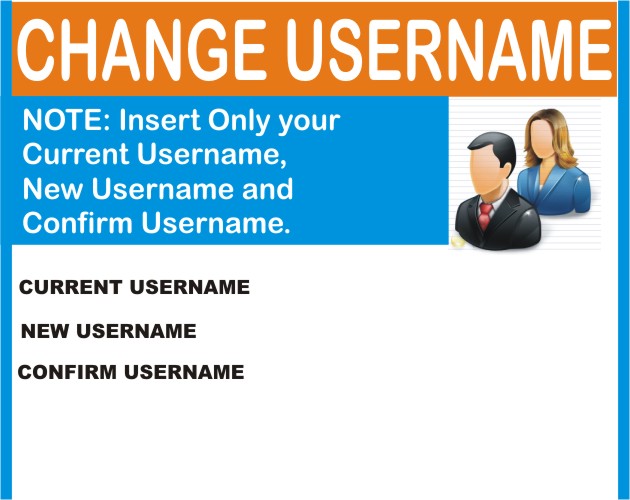 CHANGE USERNAME
NOTE: Insert Only your
Current Username,
New Username and
Confirm Username.
CURRENT USERNAME
NEW USERNAME
CONFIRM USERNAME